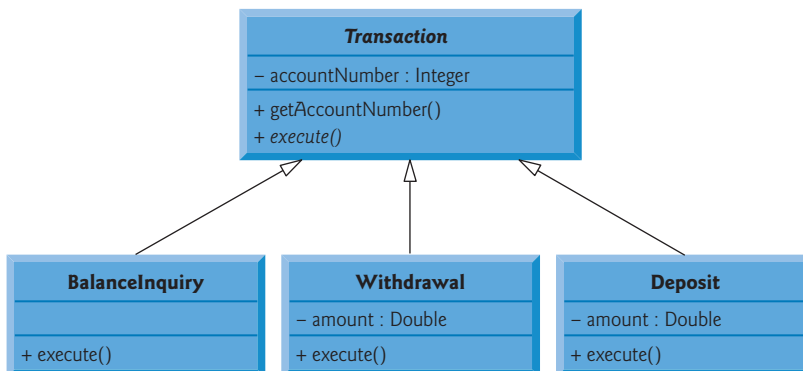 Transaction
– accountNumber : Integer
+ getAccountNumber()
+ execute()
BalanceInquiry
+ execute()
Withdrawal
– amount : Double
+ execute()
Deposit
– amount : Double
+ execute()